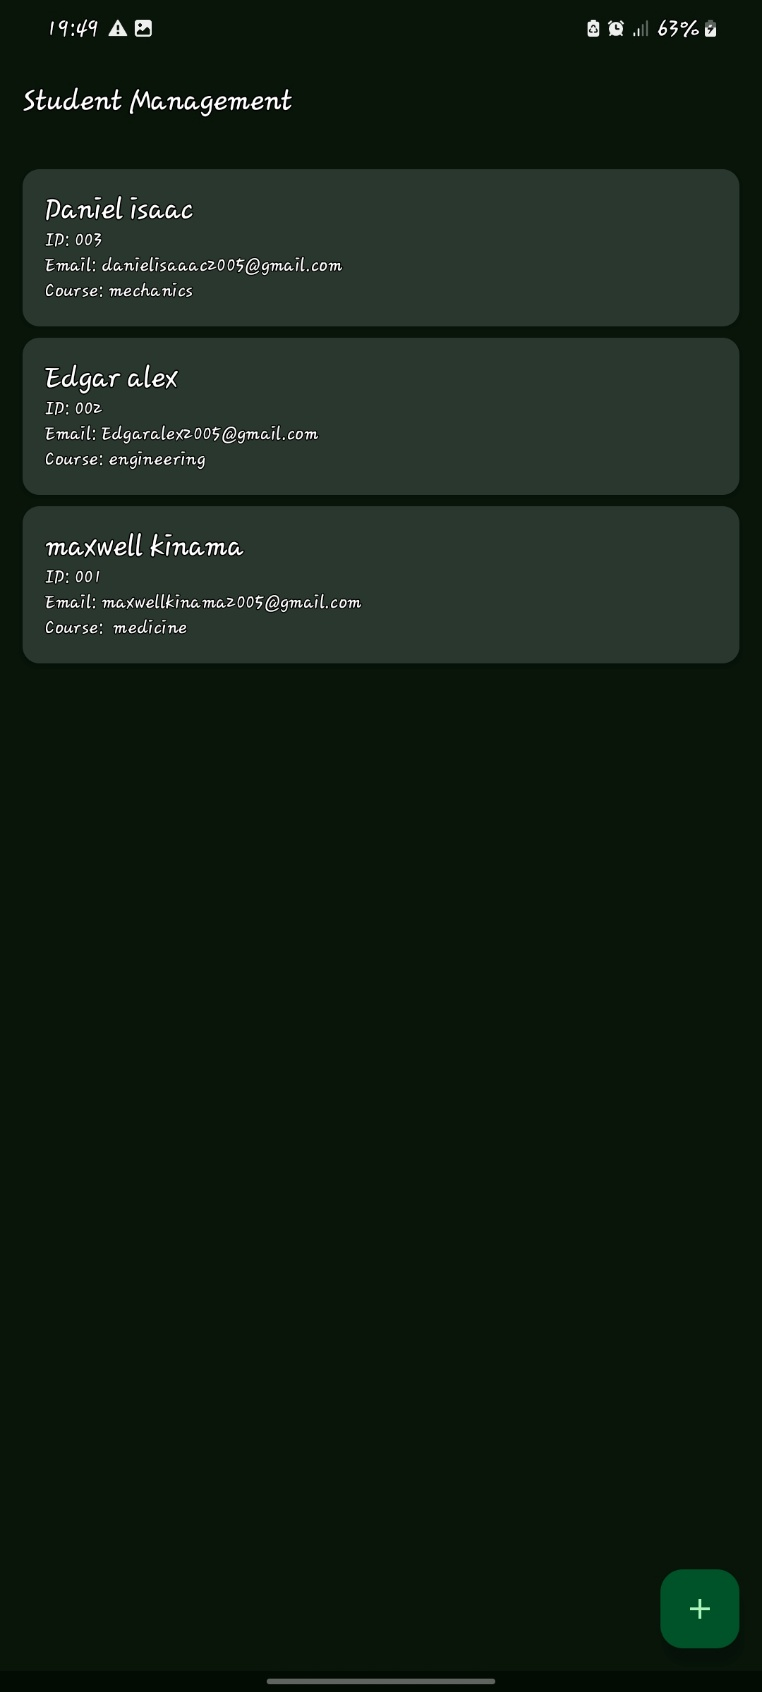 19:49
63%
Student Management
Daniel isaac
ID: 003
Email: danielisaaac2005@gmail.com
Course: mechanics
Edgar alex
ID: 002
Email: Edgaralex2005@gmail.com
Course: engineering
maxwell kinama
ID: 001
Email: maxwellkinama2005@gmail.com
Course:  medicine
+